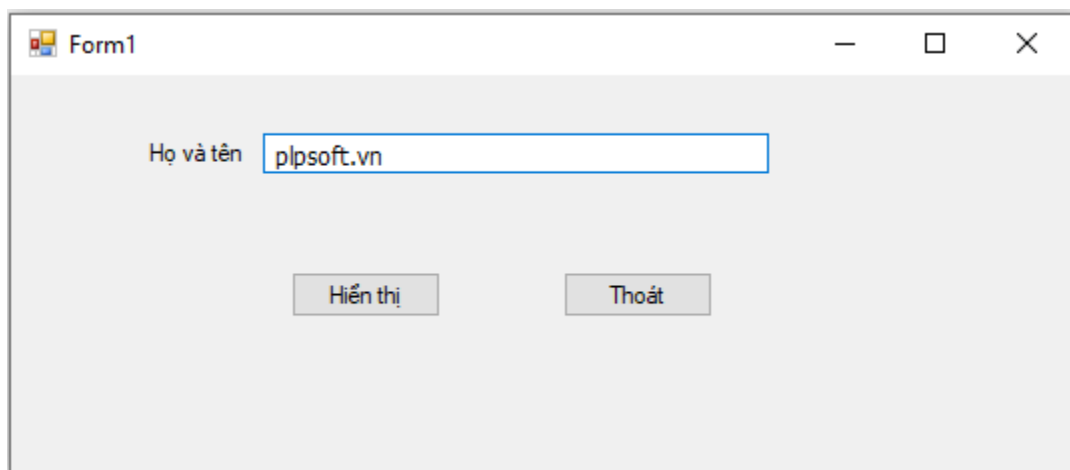 Form1
Họ và tên plpsoft.vn
Hiển thị Thoát